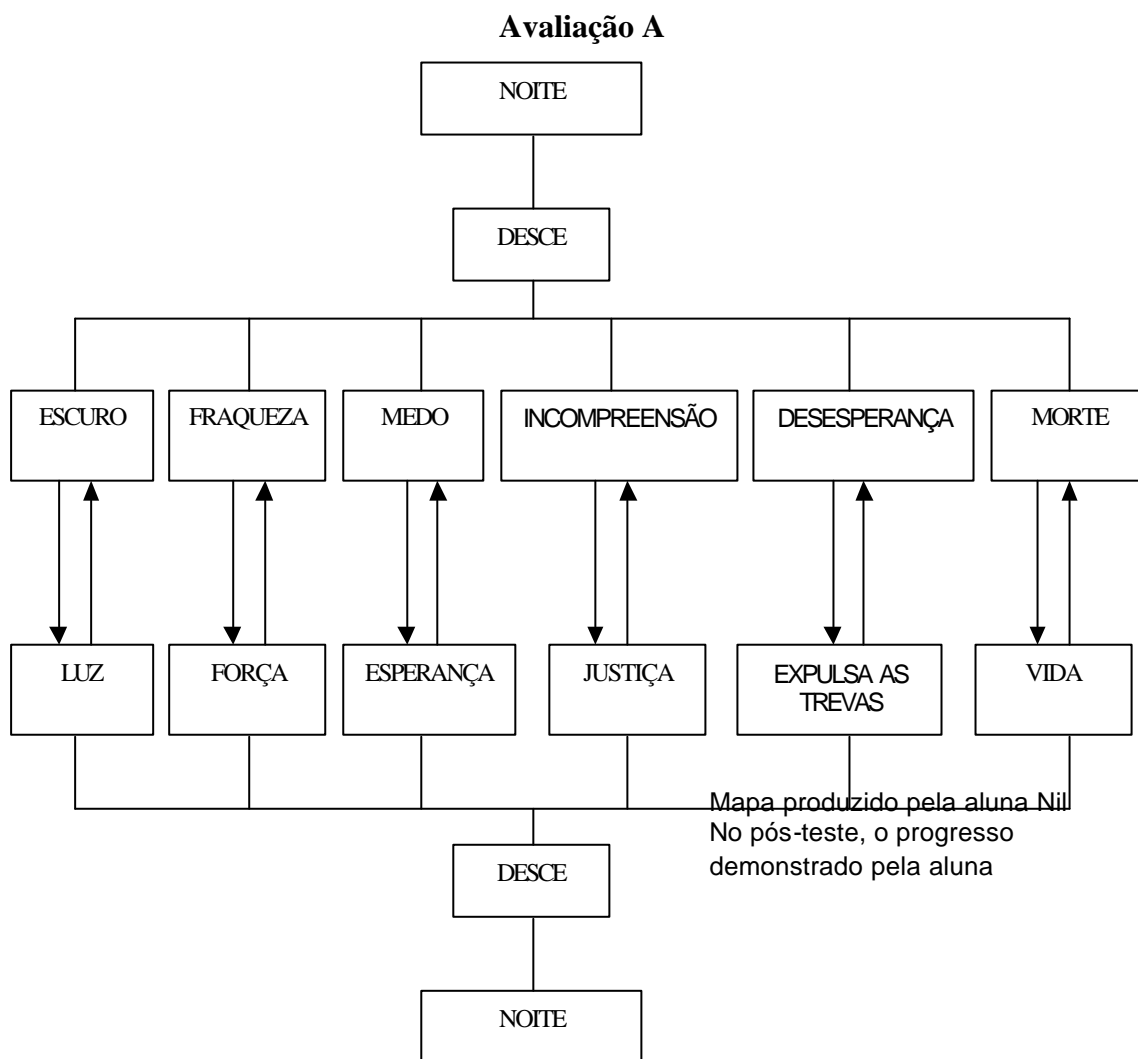 Avaliação A
NOITE
DESCE
ESCURO
FRAQUEZA
MEDO
INCOMPREENSÃO
DESESPERANÇA
MORTE
LUZ
FORÇA
ESPERANÇA
JUSTIÇA
EXPULSA AS
TREVAS
VIDA
Mapa produzido pela aluna Nil
No pós-teste, o progresso
demonstrado pela aluna
DESCE
NOITE